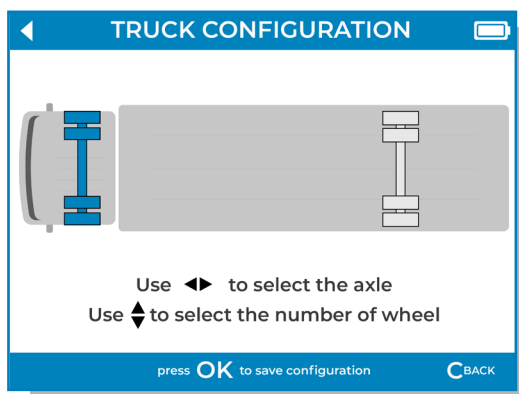 TRUCK CONFIGURATION
Use to select the axle
Use to select the number of wheel
press OK to save configuration
C BACK